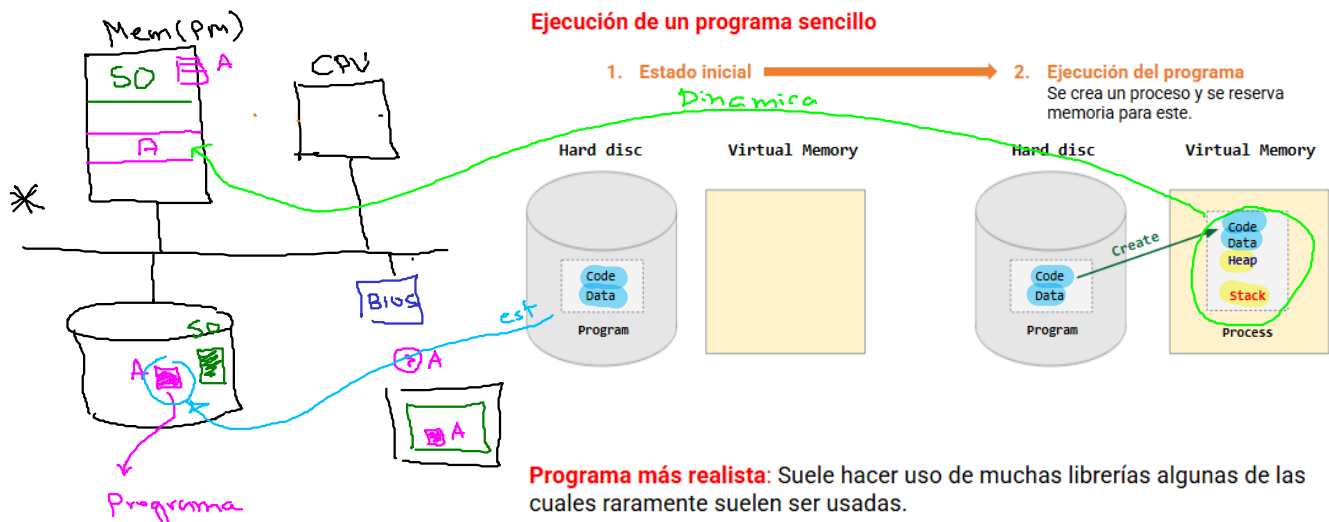 Ejecución de un programa sencillo
1. Estado inicial
2. Ejecución del programa
Se crea un proceso y se reserva
memoria para este.
Dinamica
Hard disc
Virtual Memory
Hard disc
Virtual Memory
Code
Data
Program
Create
Code
Data
Program
Code
Data
Heap
Stack
Process
Mem(Pm)
SO
A
A
CPU
BIOS
est
SO
A
A
A
Programa
Programa más realista: Suele hacer uso de muchas librerías algunas de las
cuales raramente suelen ser usadas.